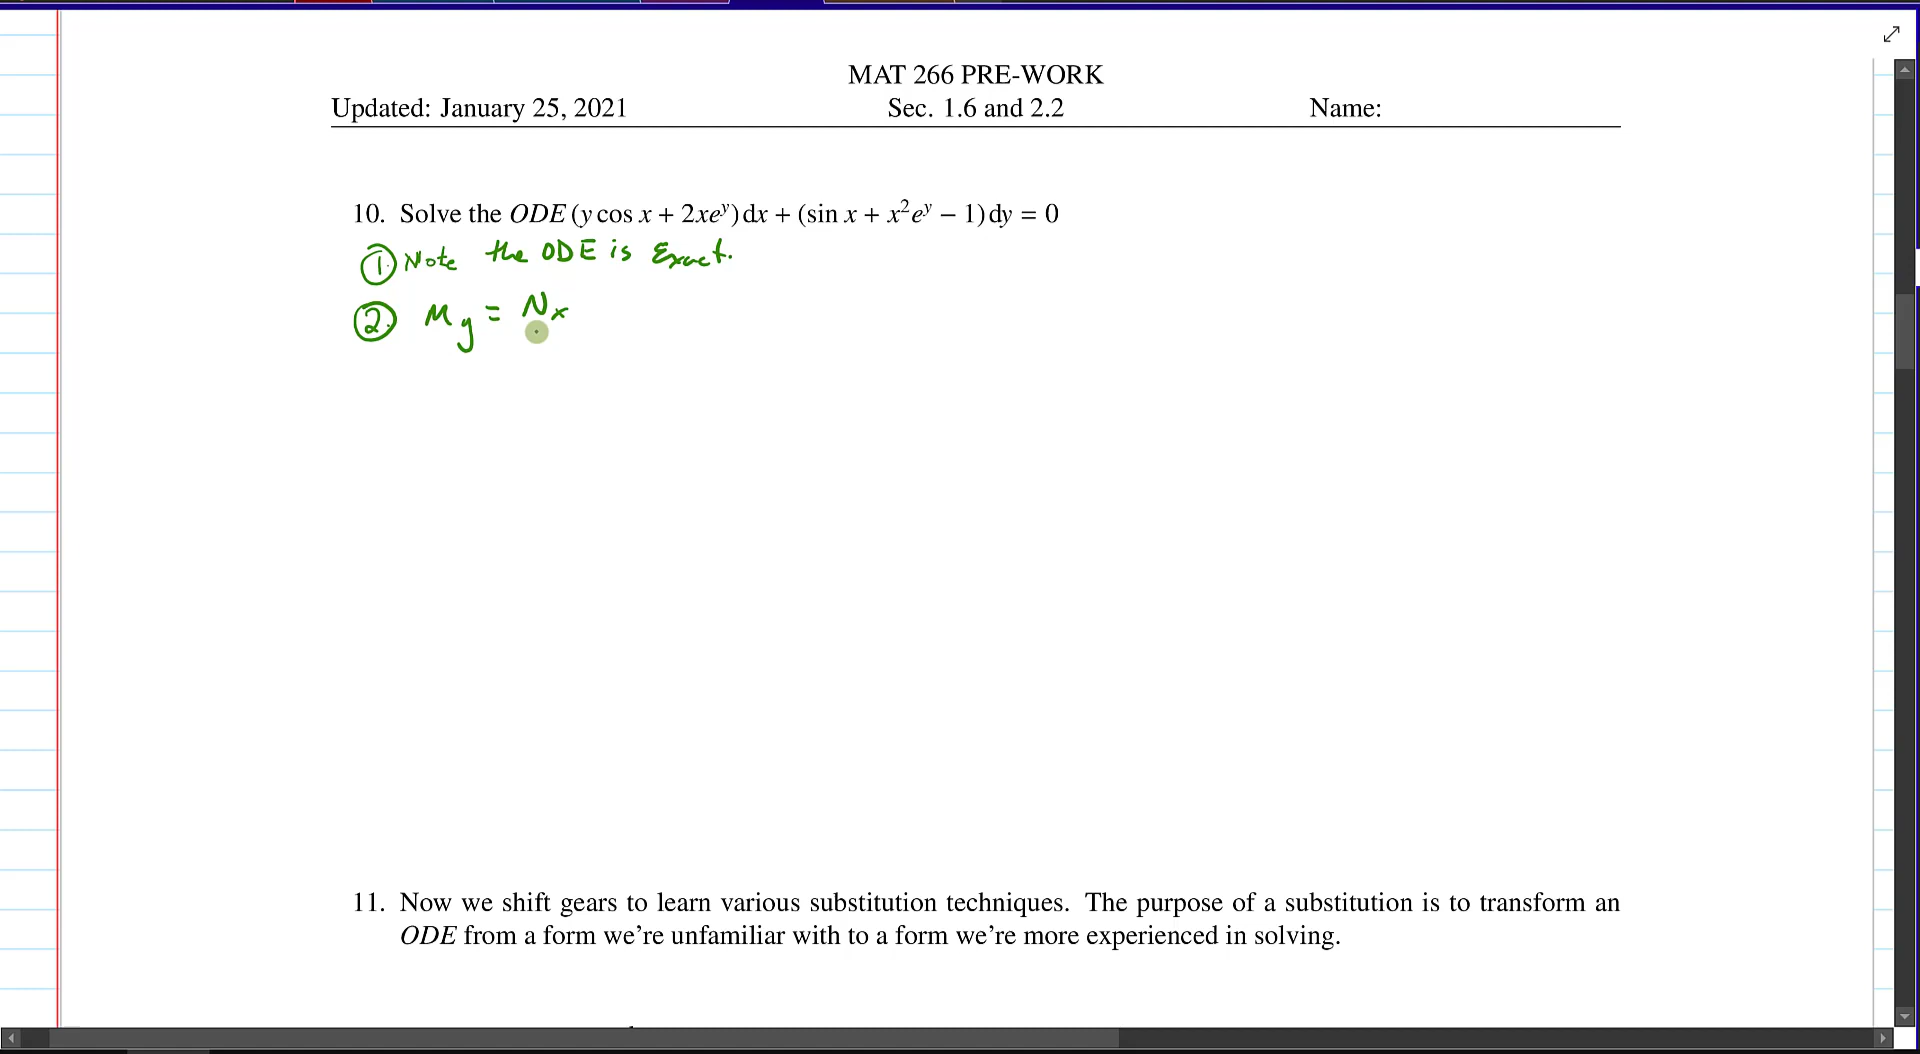 MAT 266 PRE-WORK
Updated: January 25, 2021 Sec. 1.6 and 2.2 Name:
10. Solve the ODE (y cos x + 2xeʸ) dx + (sin x + x²eʸ − 1) dy = 0
① Note the ODE is Exact.
② M_y = N_x
11. Now we shift gears to learn various substitution techniques. The purpose of a substitution is to transform an
ODE from a form we’re unfamiliar with to a form we’re more experienced in solving.